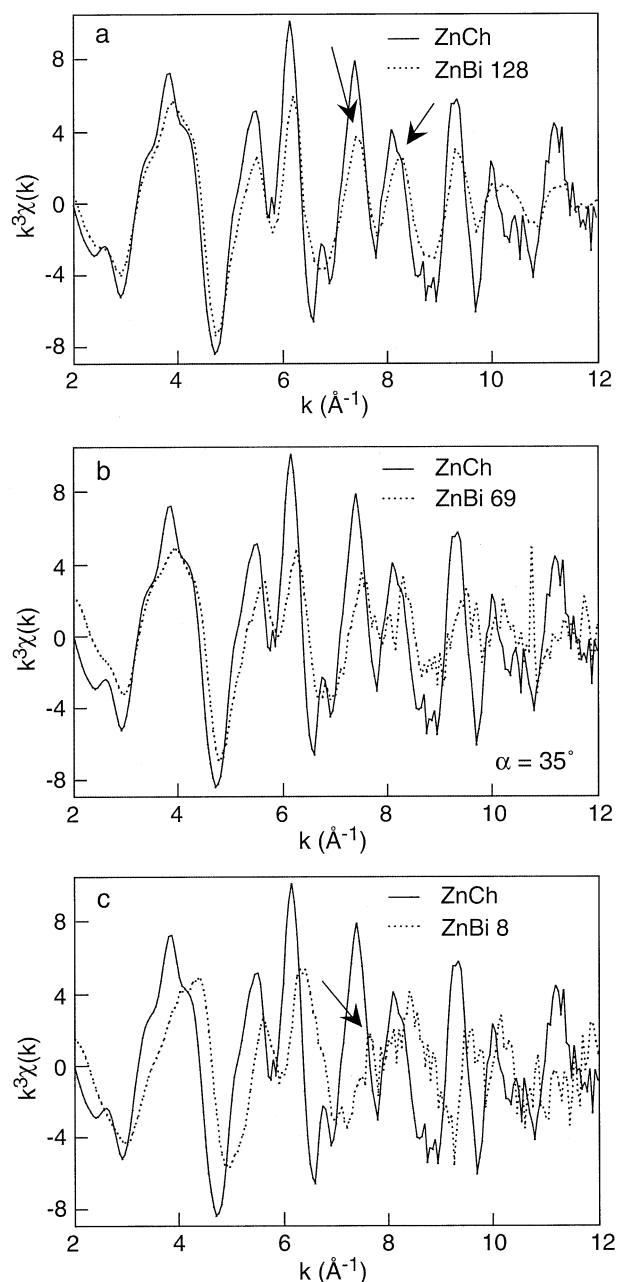 a
ZnCh
ZnBi 128
8
4
0
-4
-8
k³χ(k)
2 4 6 8 10 12
k (Å⁻¹)
b
ZnCh
ZnBi 69
8
4
0
-4
-8
k³χ(k)
α = 35°
2 4 6 8 10 12
k (Å⁻¹)
c
ZnCh
ZnBi 8
8
4
0
-4
-8
k³χ(k)
2 4 6 8 10 12
k (Å⁻¹)